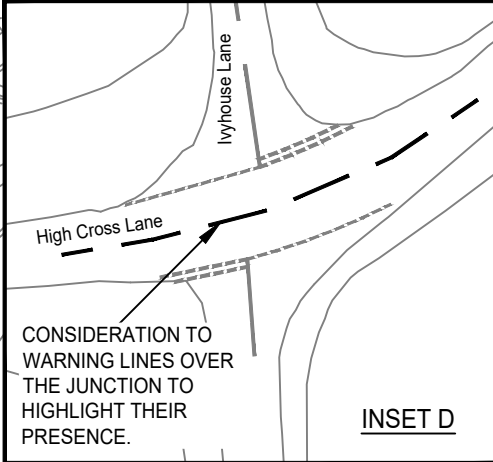 Ivyhouse Lane
High Cross Lane
CONSIDERATION TO
WARNING LINES OVER
THE JUNCTION TO
HIGHLIGHT THEIR
PRESENCE.
INSET D